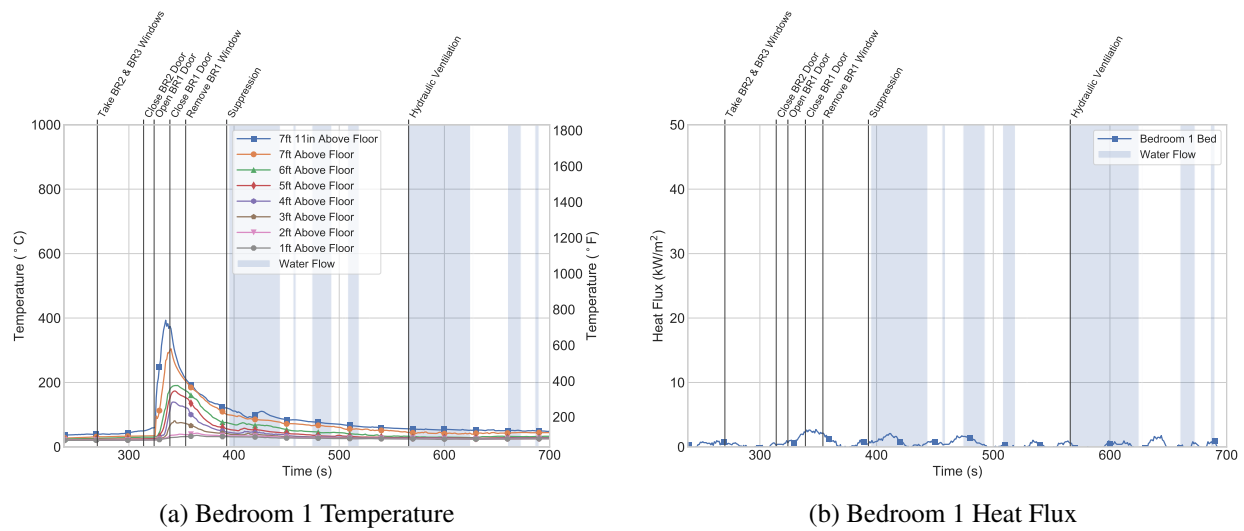 Take BR2 & BR3 Windows
Close BR2 Door
Open BR1 Door
Close BR1 Door
Remove BR1 Window
Suppression
Hydraulic Ventilation
1000
800
600
400
200
0
Temperature (°C)
1800
1600
1400
1200
1000
800
600
400
200
Temperature (°F)
7ft 11in Above Floor
7ft Above Floor
6ft Above Floor
5ft Above Floor
4ft Above Floor
3ft Above Floor
2ft Above Floor
1ft Above Floor
Water Flow
300
400
500
600
700
Time (s)
(a) Bedroom 1 Temperature
Take BR2 & BR3 Windows
Close BR2 Door
Open BR1 Door
Close BR1 Door
Remove BR1 Window
Suppression
Hydraulic Ventilation
50
40
30
20
10
0
Heat Flux (kW/m²)
Bedroom 1 Bed
Water Flow
300
400
500
600
700
Time (s)
(b) Bedroom 1 Heat Flux